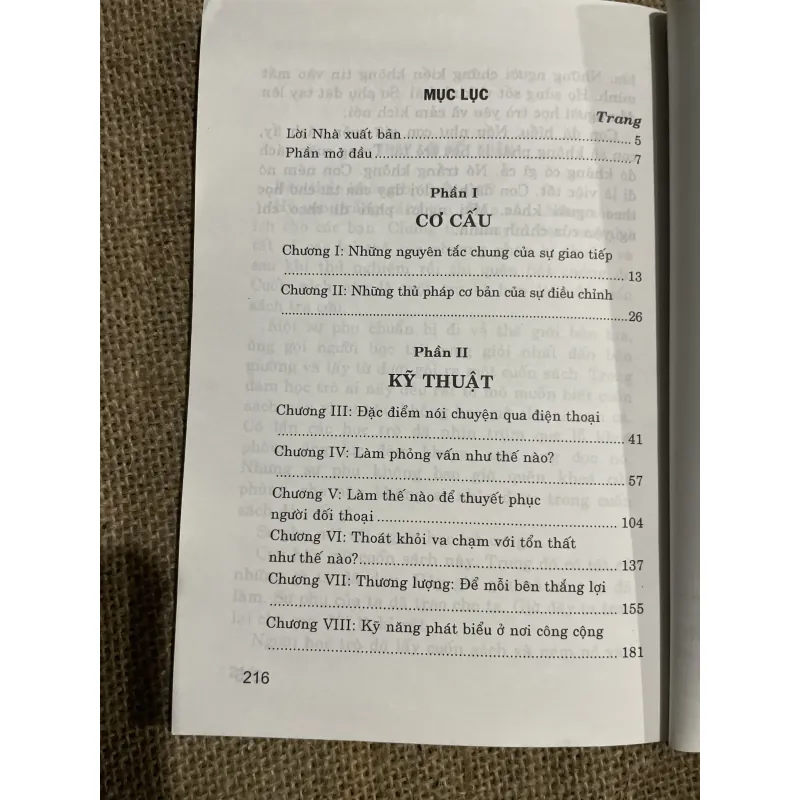 MỤC LỤC
Trang
Lời Nhà xuất bản.......................................................5
Phần mở đầu.............................................................7
Phần I
CƠ CẤU
Chương I: Những nguyên tắc chung của sự giao tiếp
.................................................................................. 13
Chương II: Những thủ pháp cơ bản của sự điều chỉnh
..................................................................................26
Phần II
KỸ THUẬT
Chương III: Đặc điểm nói chuyện qua điện thoại
.................................................................................. 41
Chương IV: Làm phỏng vấn như thế nào?
.................................................................................. 57
Chương V: Làm thế nào để thuyết phục
người đối thoại.......................................................... 104
Chương VI: Thoát khỏi va chạm với tổn thất
như thế nào?.............................................................137
Chương VII: Thương lượng: Để mỗi bên thắng lợi
.................................................................................. 155
Chương VIII: Kỹ năng phát biểu ở nơi công cộng
.................................................................................. 181
216